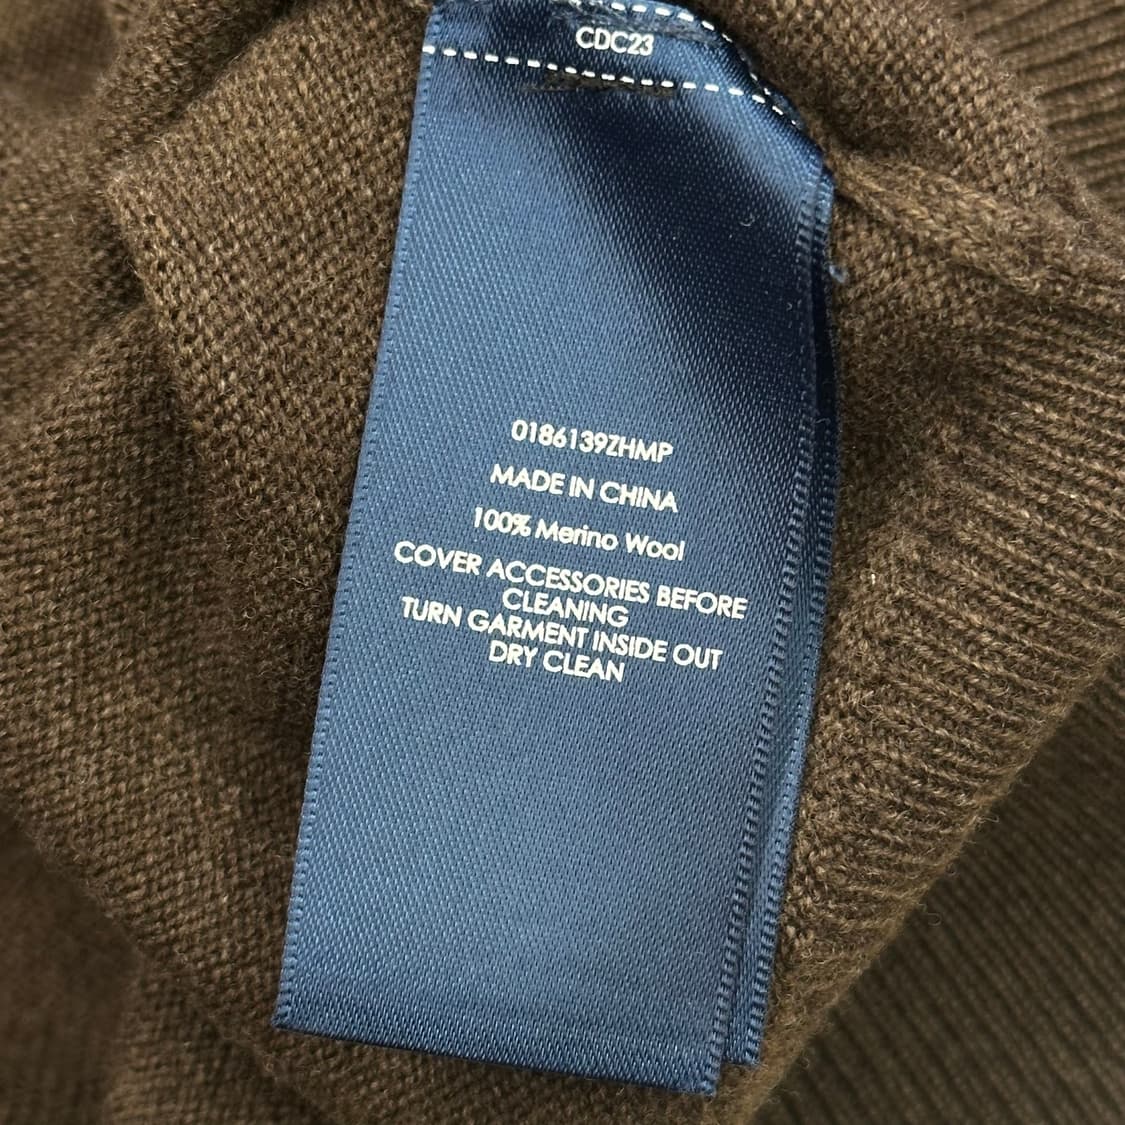 CDC23
0186139ZHMP
MADE IN CHINA
100% Merino Wool
COVER ACCESSORIES BEFORE
CLEANING
TURN GARMENT INSIDE OUT
DRY CLEAN